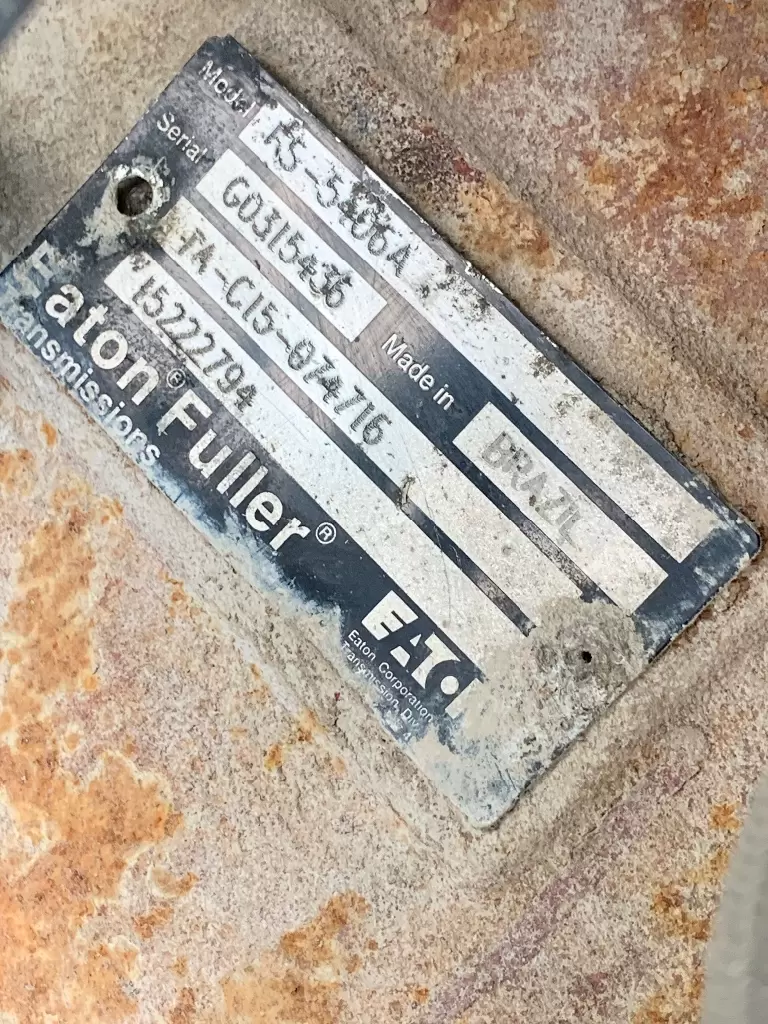 Model FS-5406A
Serial G0315436
Made in BRAZIL
TA-C15-074716
15222794
Eaton® Fuller®
Transmissions
EATON
Eaton Corporation
Transmission Div.